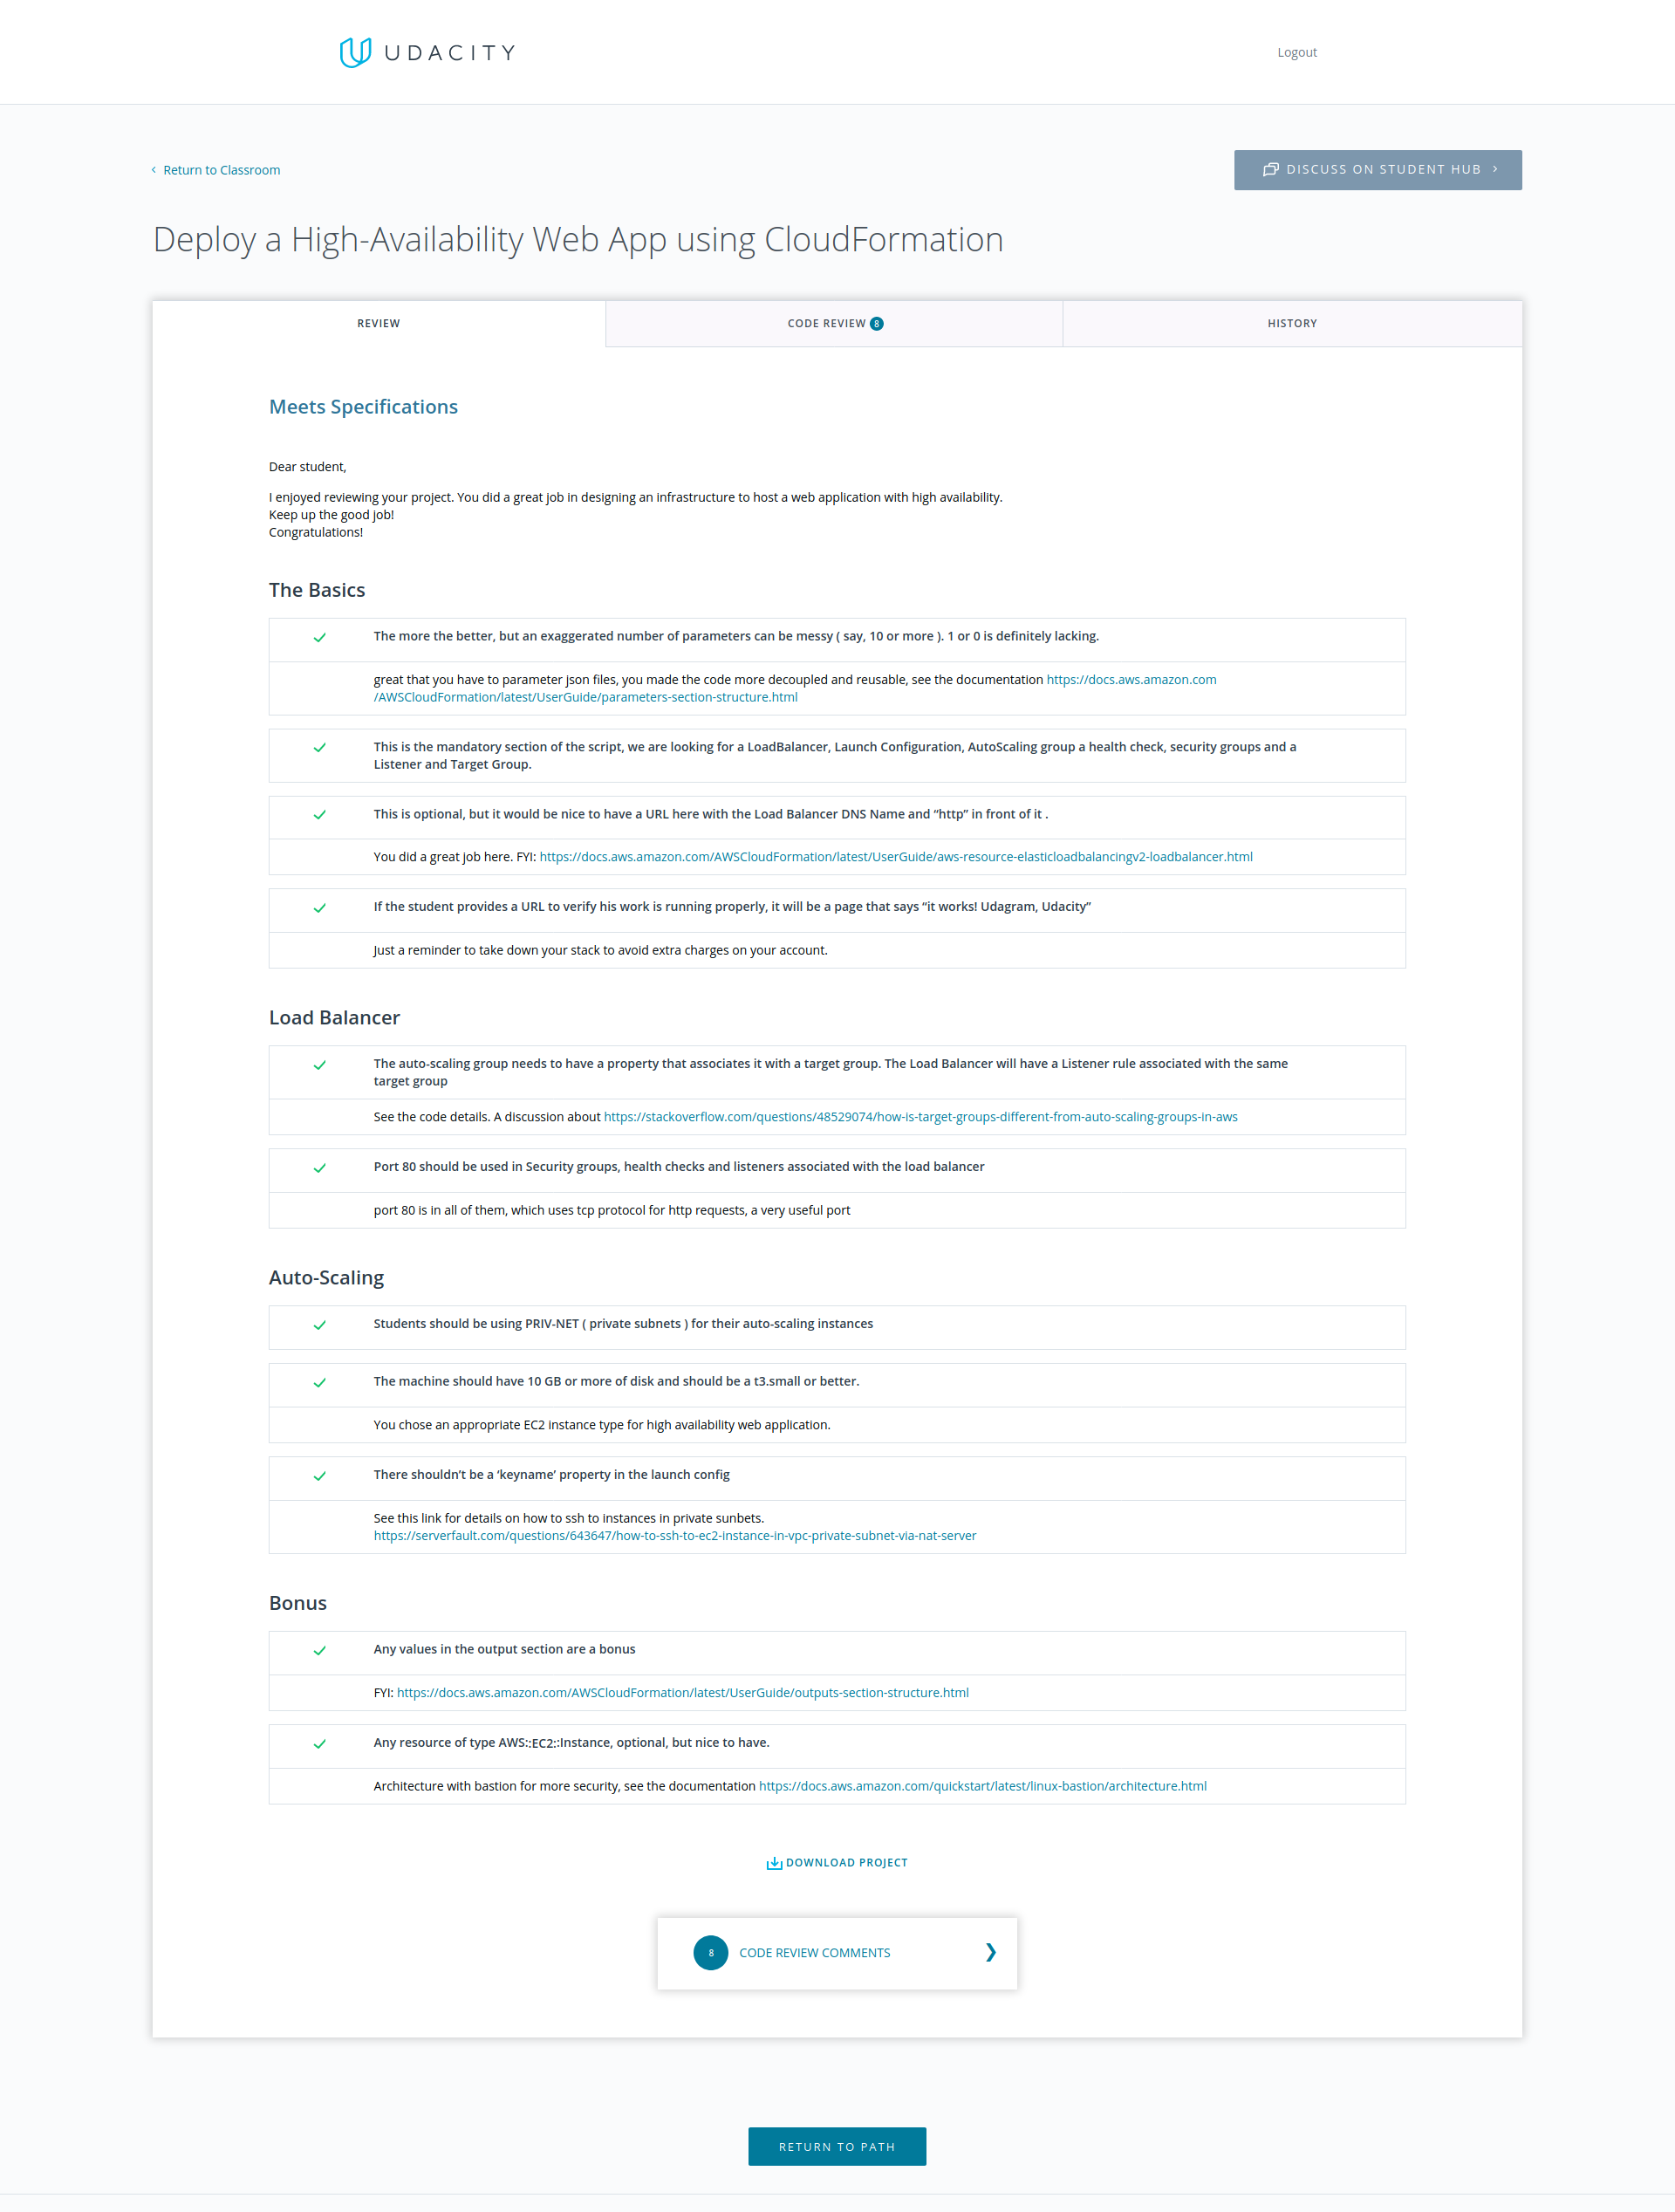 UDACITY
Logout
Return to Classroom
DISCUSS ON STUDENT HUB
Deploy a High-Availability Web App using CloudFormation
REVIEW
CODE REVIEW 8
HISTORY
Meets Specifications
Dear student,
I enjoyed reviewing your project. You did a great job in designing an infrastructure to host a web application with high availability.
Keep up the good job!
Congratulations!
The Basics
The more the better, but an exaggerated number of parameters can be messy ( say, 10 or more ). 1 or 0 is definitely lacking.
great that you have to parameter json files, you made the code more decoupled and reusable, see the documentation https://docs.aws.amazon.com
/AWSCloudFormation/latest/UserGuide/parameters-section-structure.html
This is the mandatory section of the script, we are looking for a LoadBalancer, Launch Configuration, AutoScaling group a health check, security groups and a
Listener and Target Group.
This is optional, but it would be nice to have a URL here with the Load Balancer DNS Name and “http” in front of it .
You did a great job here. FYI: https://docs.aws.amazon.com/AWSCloudFormation/latest/UserGuide/aws-resource-elasticloadbalancingv2-loadbalancer.html
If the student provides a URL to verify his work is running properly, it will be a page that says “it works! Udagram, Udacity”
Just a reminder to take down your stack to avoid extra charges on your account.
Load Balancer
The auto-scaling group needs to have a property that associates it with a target group. The Load Balancer will have a Listener rule associated with the same
target group
See the code details. A discussion about https://stackoverflow.com/questions/48529074/how-is-target-groups-different-from-auto-scaling-groups-in-aws
Port 80 should be used in Security groups, health checks and listeners associated with the load balancer
port 80 is in all of them, which uses tcp protocol for http requests, a very useful port
Auto-Scaling
Students should be using PRIV-NET ( private subnets ) for their auto-scaling instances
The machine should have 10 GB or more of disk and should be a t3.small or better.
You chose an appropriate EC2 instance type for high availability web application.
There shouldn’t be a ‘keyname’ property in the launch config
See this link for details on how to ssh to instances in private sunbets.
https://serverfault.com/questions/643647/how-to-ssh-to-ec2-instance-in-vpc-private-subnet-via-nat-server
Bonus
Any values in the output section are a bonus
FYI: https://docs.aws.amazon.com/AWSCloudFormation/latest/UserGuide/outputs-section-structure.html
Any resource of type AWS::EC2::Instance, optional, but nice to have.
Architecture with bastion for more security, see the documentation https://docs.aws.amazon.com/quickstart/latest/linux-bastion/architecture.html
DOWNLOAD PROJECT
8 CODE REVIEW COMMENTS
RETURN TO PATH